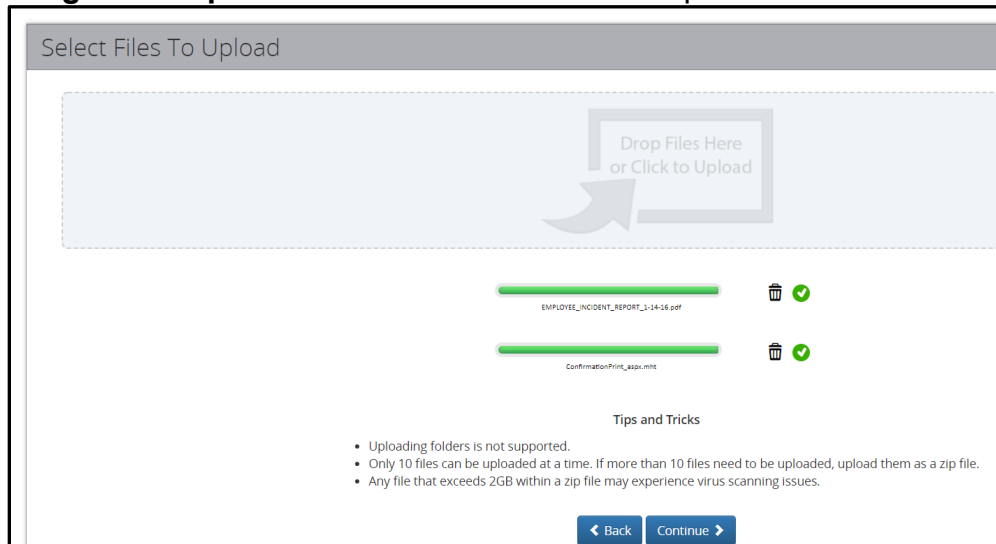 Select Files To Upload
Drop Files Here
or Click to Upload
EMPLOYEE_INCIDENT_REPORT_1-14-16.pdf
ConfirmationPrint_aspx.mht
Tips and Tricks
• Uploading folders is not supported.
• Only 10 files can be uploaded at a time. If more than 10 files need to be uploaded, upload them as a zip file.
• Any file that exceeds 2GB within a zip file may experience virus scanning issues.
Back Continue